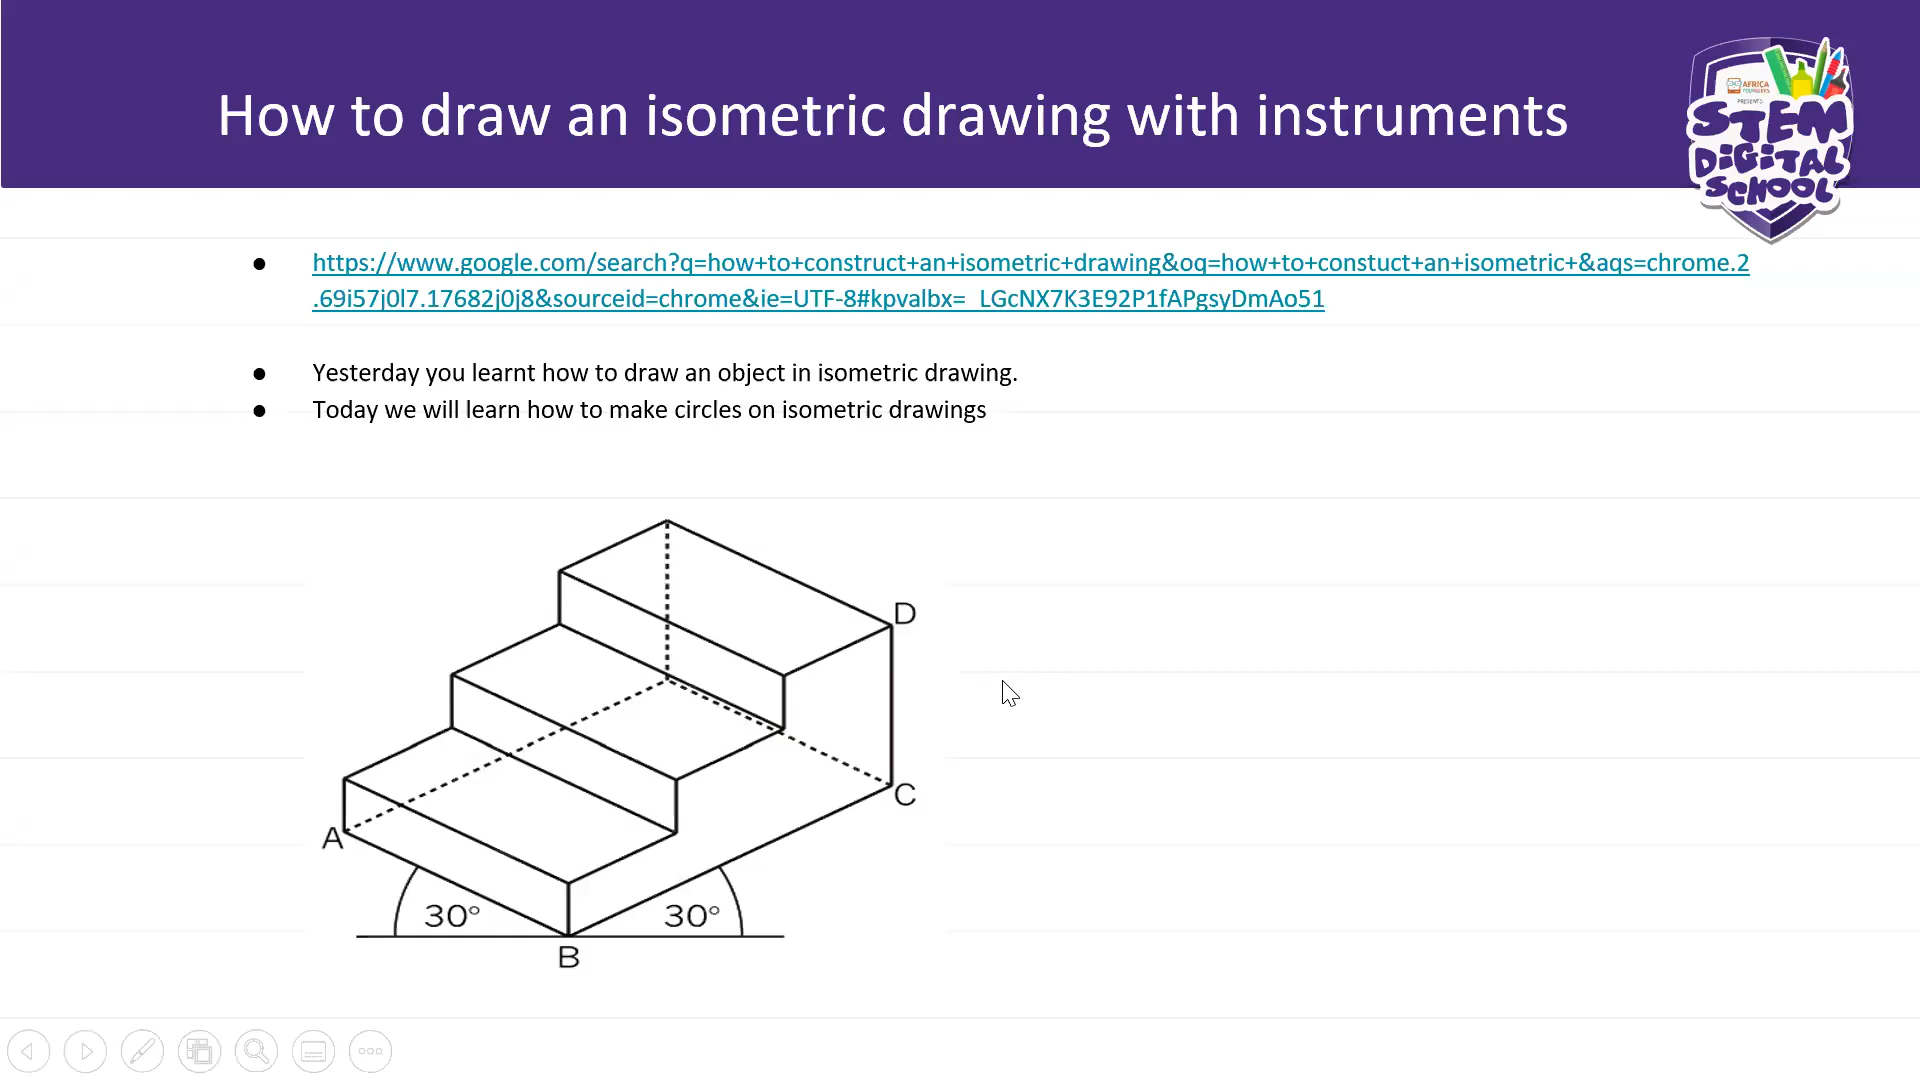 How to draw an isometric drawing with instruments
AFRICA
PRESENTS
STEM
DIGITAL
SCHOOL
● https://www.google.com/search?q=how+to+construct+an+isometric+drawing&oq=how+to+constuct+an+isometric+&aqs=chrome.2
.69i57j0l7.17682j0j8&sourceid=chrome&ie=UTF-8#kpvalbx=_LGcNX7K3E92P1fAPgsyDmAo51
● Yesterday you learnt how to draw an object in isometric drawing.
● Today we will learn how to make circles on isometric drawings
D
C
A
30° 30°
B